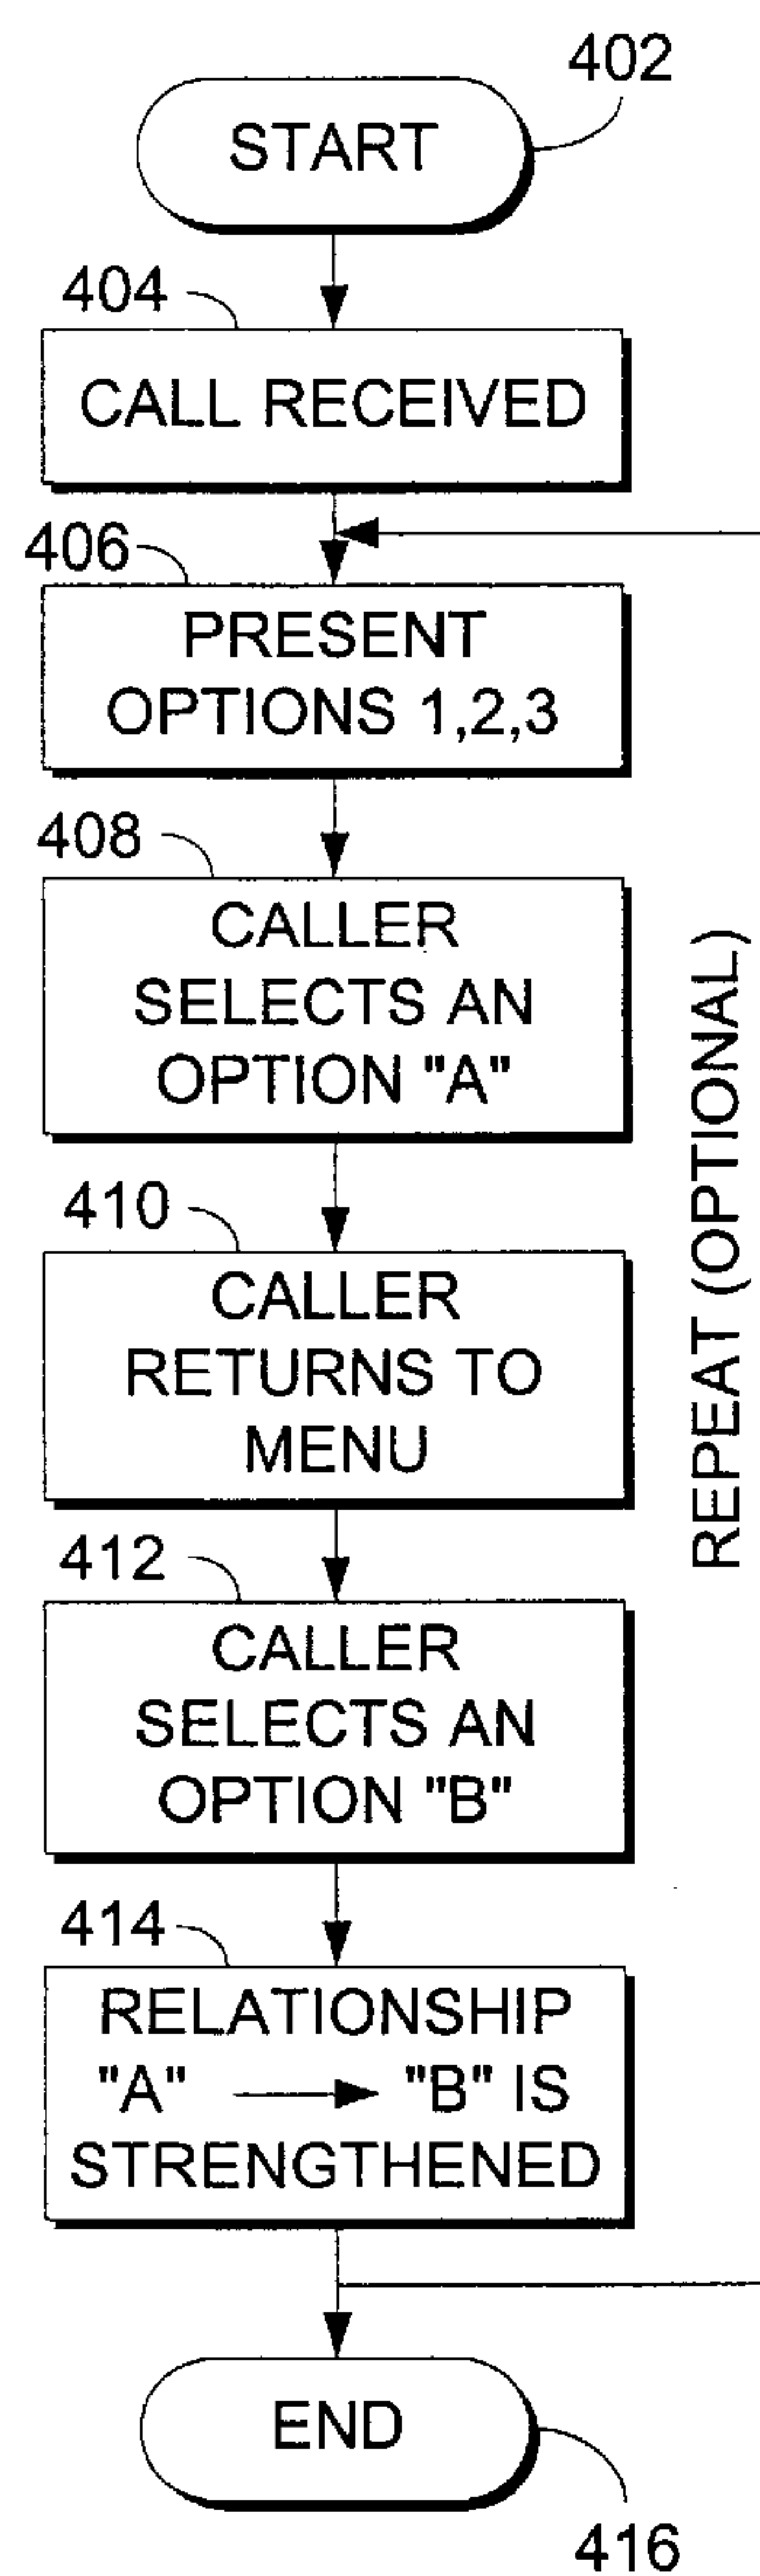 402
START
404
CALL RECEIVED
406
PRESENT
OPTIONS 1,2,3
408
CALLER
SELECTS AN
OPTION "A"
410
CALLER
RETURNS TO
MENU
412
CALLER
SELECTS AN
OPTION "B"
414
RELATIONSHIP
"A" → "B" IS
STRENGTHENED
REPEAT (OPTIONAL)
END
416